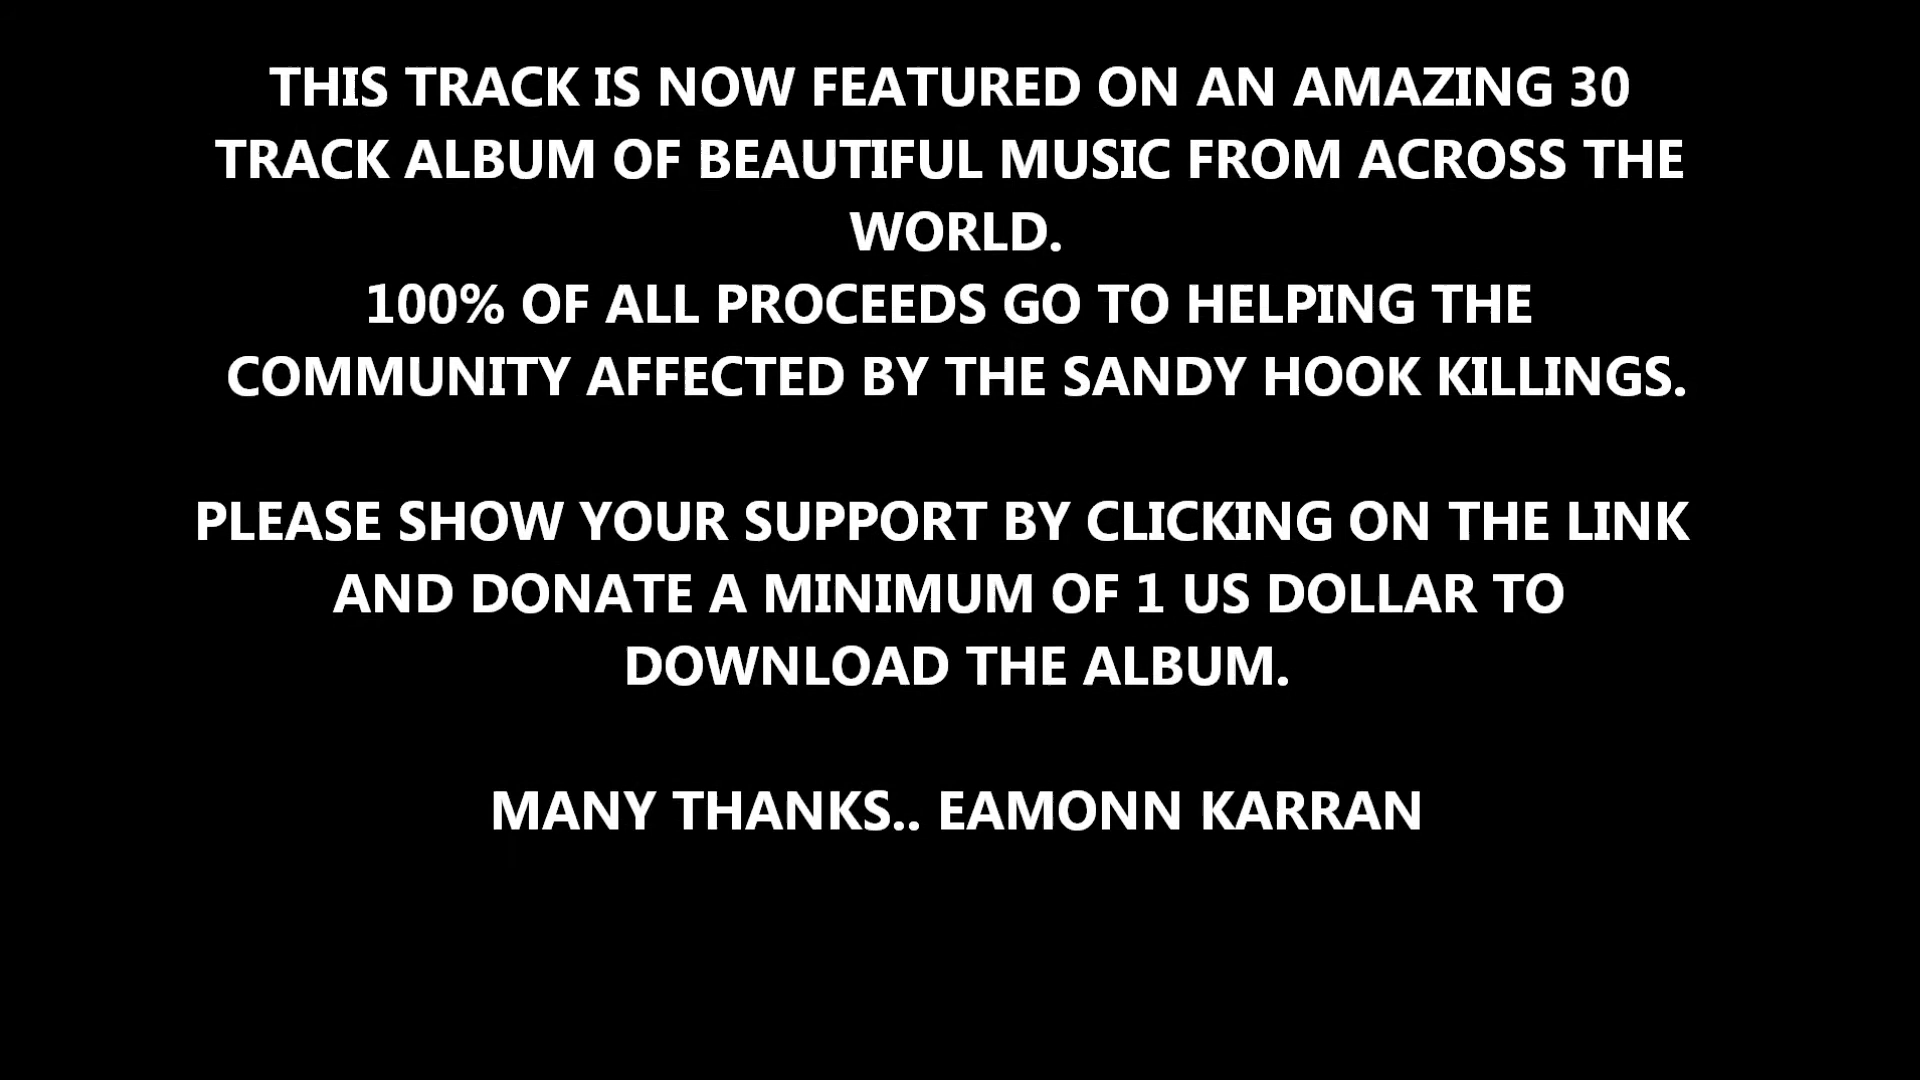 THIS TRACK IS NOW FEATURED ON AN AMAZING 30
TRACK ALBUM OF BEAUTIFUL MUSIC FROM ACROSS THE
WORLD.
100% OF ALL PROCEEDS GO TO HELPING THE
COMMUNITY AFFECTED BY THE SANDY HOOK KILLINGS.
PLEASE SHOW YOUR SUPPORT BY CLICKING ON THE LINK
AND DONATE A MINIMUM OF 1 US DOLLAR TO
DOWNLOAD THE ALBUM.
MANY THANKS.. EAMONN KARRAN